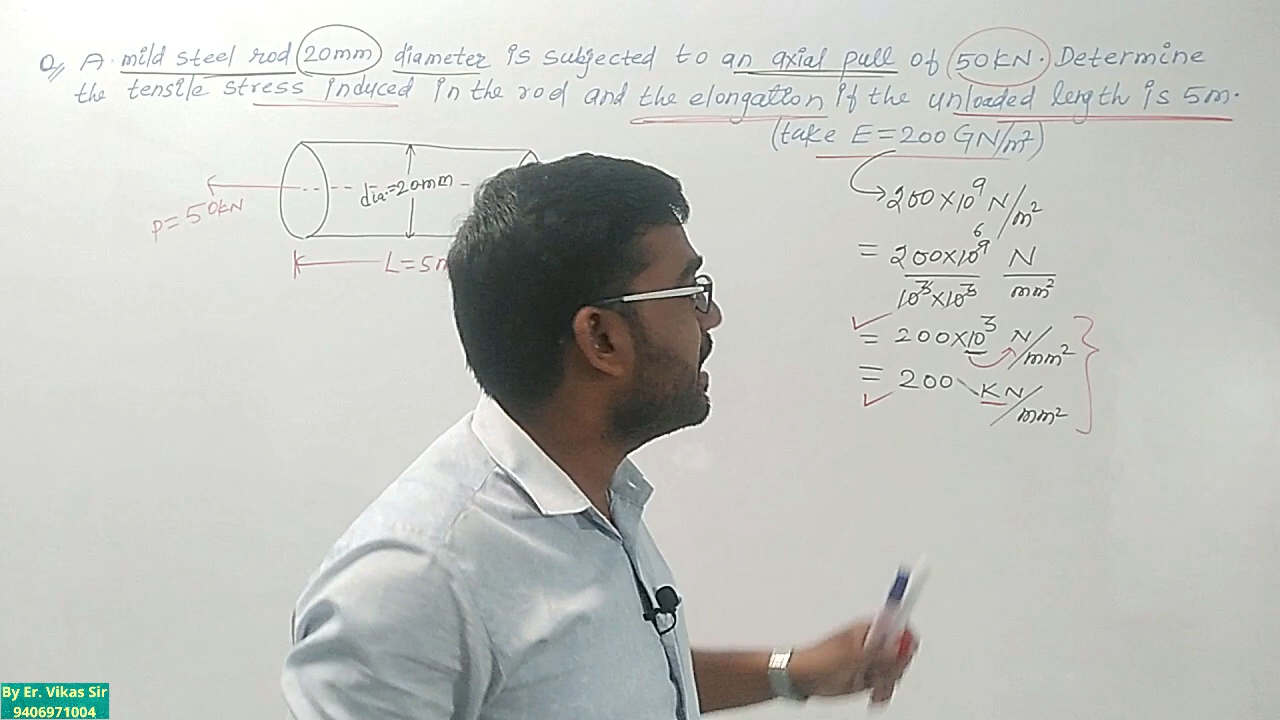 Q, A mild steel rod 20mm diameter is subjected to an axial pull of 50KN. Determine
the tensile stress induced in the rod and the elongation if the unloaded length is 5m.
(take E=200 GN/m²)
dia.=20mm
P=50KN
L=5m
200×10⁹ N/m²
= 200×10⁹ ⁶ N
10³×10³ mm²
= 200×10³ N/mm²
= 200 KN/mm²
By Er. Vikas Sir
9406971004